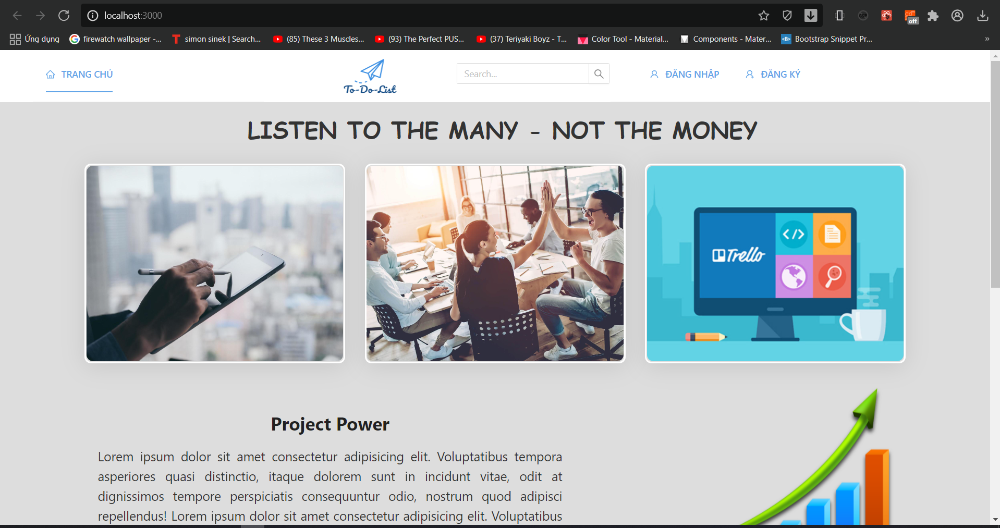 localhost:3000
Ứng dụng
firewatch wallpaper -...
simon sinek | Search...
(85) These 3 Muscles...
(93) The Perfect PUS...
(37) Teriyaki Boyz - T...
Color Tool - Material...
Components - Mater...
Bootstrap Snippet Pr...
»
off
TRANG CHỦ
To-Do-List
Search...
ĐĂNG NHẬP
ĐĂNG KÝ
LISTEN TO THE MANY - NOT THE MONEY
Trello
</>
Project Power
Lorem ipsum dolor sit amet consectetur adipisicing elit. Voluptatibus tempora
asperiores quasi distinctio, itaque dolorem sunt in incidunt vitae, odit at
dignissimos tempore perspiciatis consequuntur odio, nostrum quod adipisci
repellendus! Lorem ipsum dolor sit amet consectetur adipisicing elit. Voluptatibus